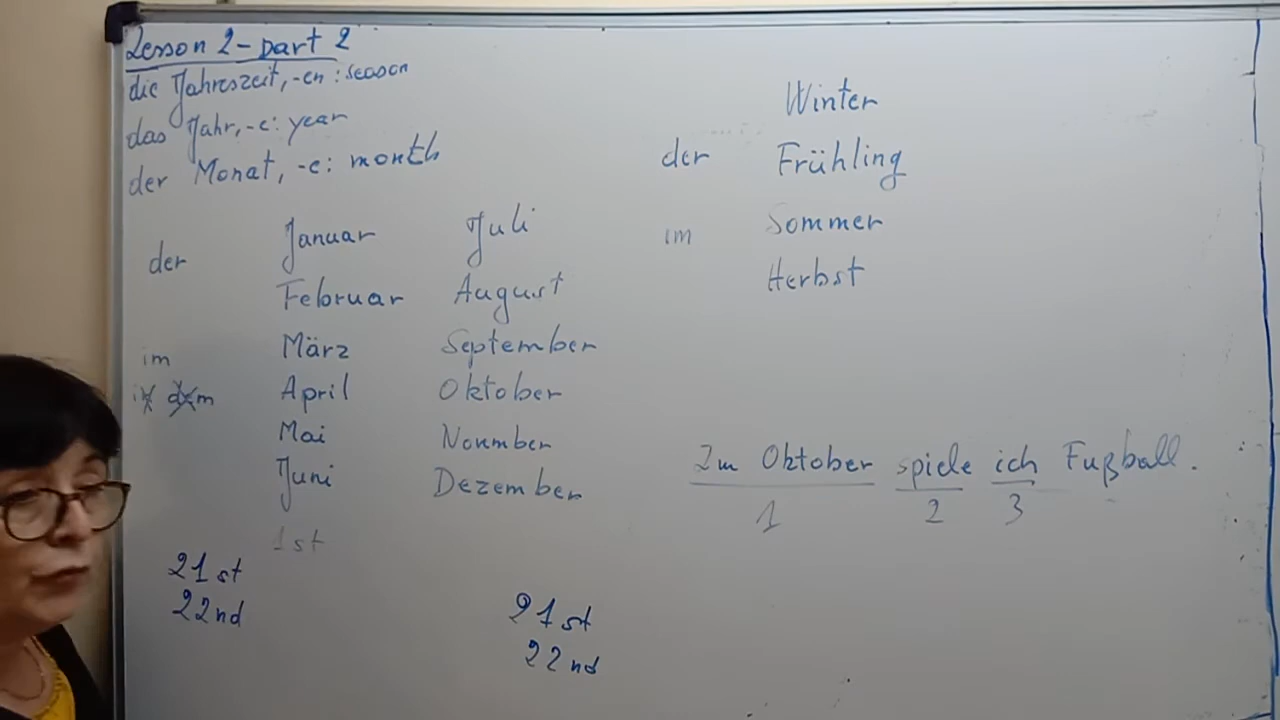 Lesson 2 - part 2
die Jahreszeit, -en : season
das Jahr, -e: year
der Monat, -e: month
der
im
in dem
Januar
Februar
März
April
Mai
Juni
1st
Juli
August
September
Oktober
November
Dezember
21st
22nd
21st
22nd
der
im
Winter
Frühling
Sommer
Herbst
Im Oktober spiele ich Fußball.
1 2 3